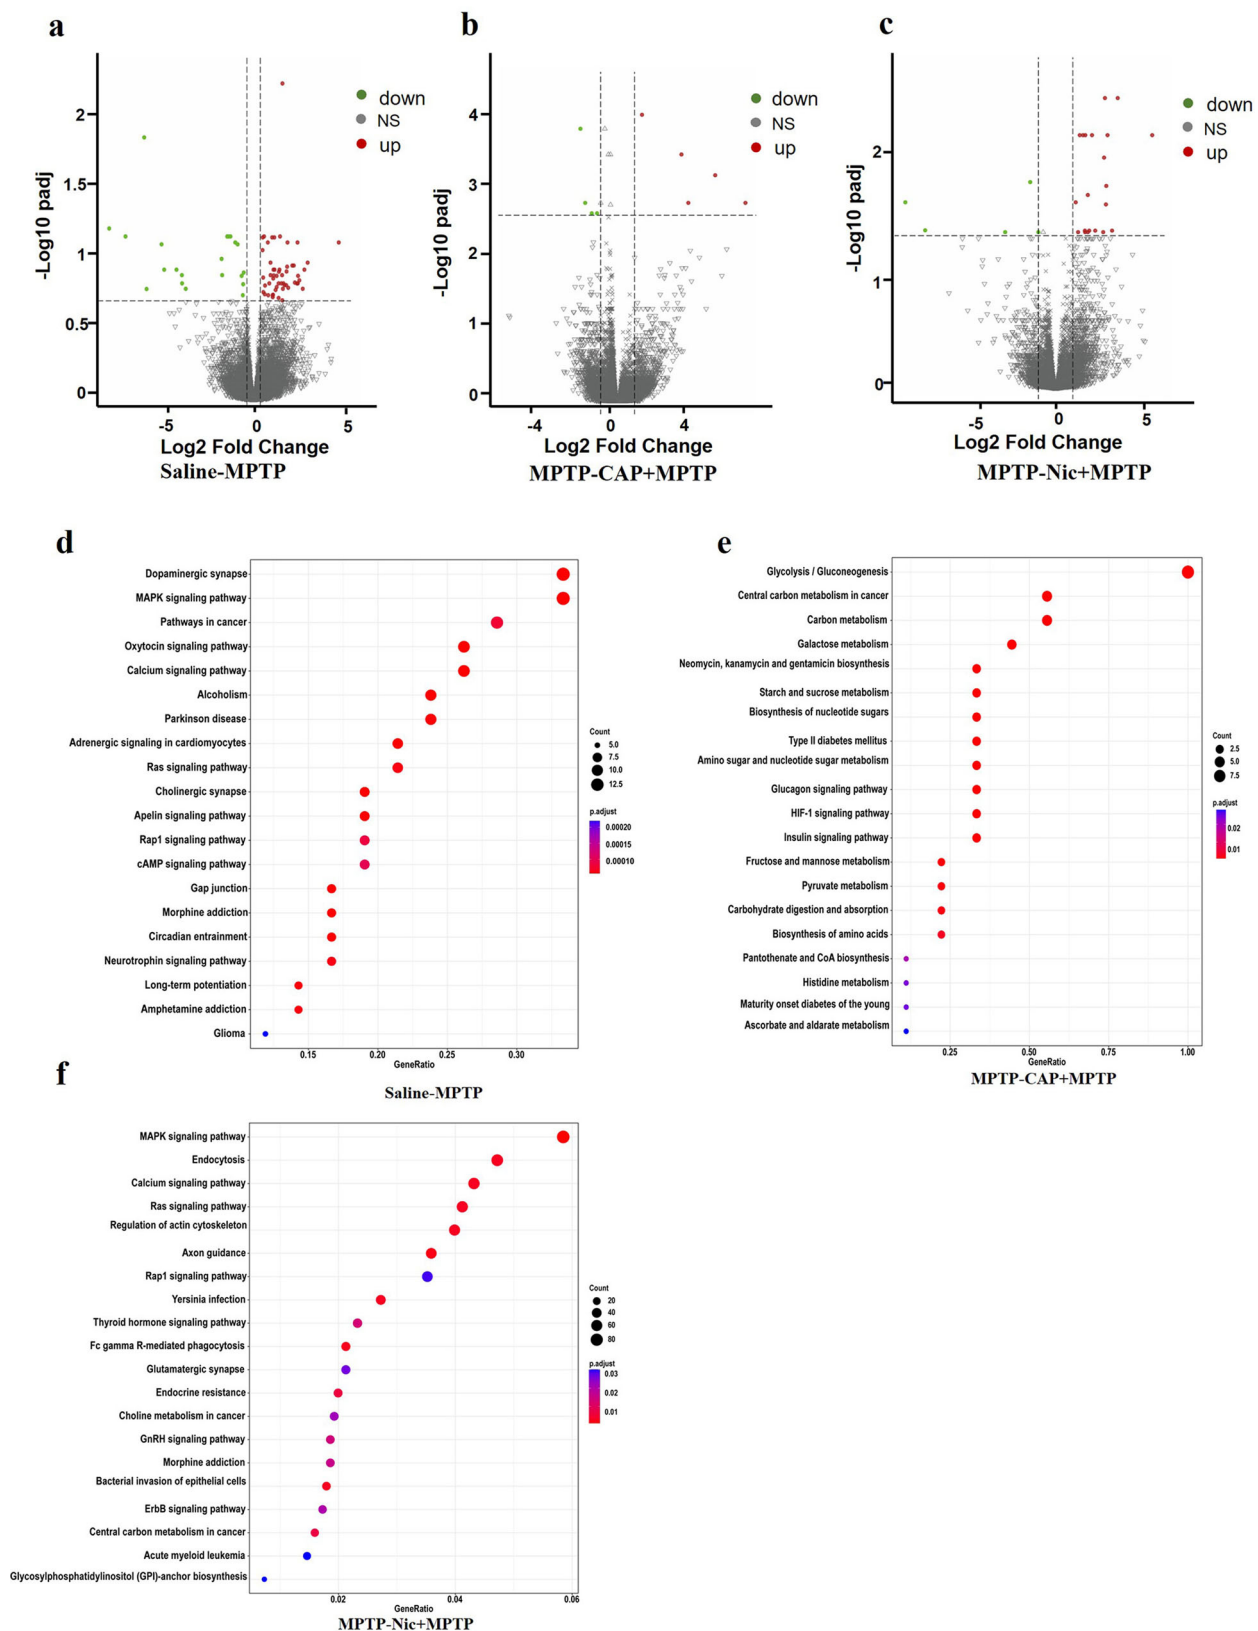 a
-Log10 padj
2
1.5
1
0.5
0
-5
0
5
Log2 Fold Change
Saline-MPTP
down
NS
up
b
-Log10 padj
4
3
2
1
0
-4
0
4
Log2 Fold Change
MPTP-CAP+MPTP
down
NS
up
c
-Log10 padj
2
1
0
-5
0
5
Log2 Fold Change
MPTP-Nic+MPTP
down
NS
up
d
Dopaminergic synapse
MAPK signaling pathway
Pathways in cancer
Oxytocin signaling pathway
Calcium signaling pathway
Alcoholism
Parkinson disease
Adrenergic signaling in cardiomyocytes
Ras signaling pathway
Cholinergic synapse
Apelin signaling pathway
Rap1 signaling pathway
cAMP signaling pathway
Gap junction
Morphine addiction
Circadian entrainment
Neurotrophin signaling pathway
Long-term potentiation
Amphetamine addiction
Glioma
0.15
0.20
0.25
0.30
GeneRatio
Saline-MPTP
Count
5.0
7.5
10.0
12.5
p.adjust
0.00020
0.00015
0.00010
e
Glycolysis / Gluconeogenesis
Central carbon metabolism in cancer
Carbon metabolism
Galactose metabolism
Neomycin, kanamycin and gentamicin biosynthesis
Starch and sucrose metabolism
Biosynthesis of nucleotide sugars
Type II diabetes mellitus
Amino sugar and nucleotide sugar metabolism
Glucagon signaling pathway
HIF-1 signaling pathway
Insulin signaling pathway
Fructose and mannose metabolism
Pyruvate metabolism
Carbohydrate digestion and absorption
Biosynthesis of amino acids
Pantothenate and CoA biosynthesis
Histidine metabolism
Maturity onset diabetes of the young
Ascorbate and aldarate metabolism
0.25
0.50
0.75
1.00
GeneRatio
MPTP-CAP+MPTP
Count
2.5
5.0
7.5
p.adjust
0.02
0.01
f
MAPK signaling pathway
Endocytosis
Calcium signaling pathway
Ras signaling pathway
Regulation of actin cytoskeleton
Axon guidance
Rap1 signaling pathway
Yersinia infection
Thyroid hormone signaling pathway
Fc gamma R-mediated phagocytosis
Glutamatergic synapse
Endocrine resistance
Choline metabolism in cancer
GnRH signaling pathway
Morphine addiction
Bacterial invasion of epithelial cells
ErbB signaling pathway
Central carbon metabolism in cancer
Acute myeloid leukemia
Glycosylphosphatidylinositol (GPI)-anchor biosynthesis
0.02
0.04
0.06
GeneRatio
MPTP-Nic+MPTP
Count
20
40
60
80
p.adjust
0.03
0.02
0.01